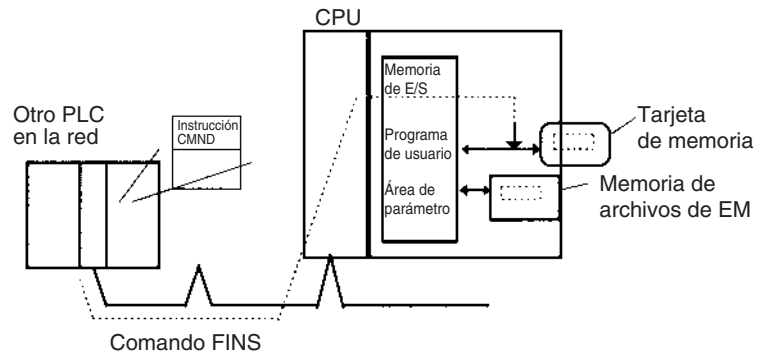 CPU
Memoria
de E/S
Otro PLC
en la red
Instrucción
CMND
Programa
de usuario
Tarjeta
de memoria
Área de
parámetro
Memoria de
archivos de EM
Comando FINS